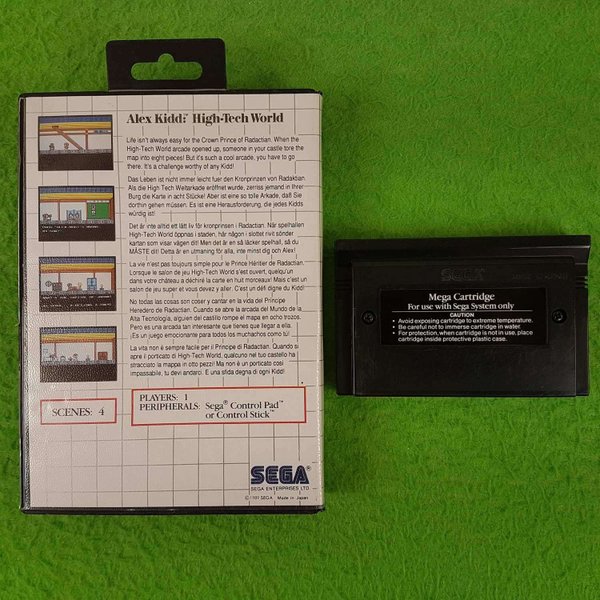 Alex Kidd:™ High-Tech World
Life isn't always easy for the Crown Prince of Radactian. When the
High-Tech World arcade opened up, someone in your castle tore the
map into eight pieces! But it's such a cool arcade, you have to go
there. It's a challenge worthy of any Kidd!
Das Leben ist nicht immer leicht fuer den Kronprinzen von Radaktian.
Als die High Tech Weltarkade eröffnet wurde, zerriss jemand in Ihrer
Burg die Karte in acht Stücke! Aber ist es eine so tolle Arkade, daß Sie
dorthin gehen müssen. Es ist eine Herausforderung, die jedes Kidds
würdig ist!
Det är inte alltid ett lätt liv för kronprinsen i Radactian. När spelhallen
High-Tech World öppnas i staden, här någon i slottet rivit sönder
kartan som visar vägen dit! Men det är en så läcker spelhall, så du
MÅSTE dit! Detta är en utmaning för alla, inte minst dig och Alex!
La vie n'est pas toujours simple pour le Prince Héritier de Radactian.
Lorsque le salon de jeu High-Tech World s'est ouvert, quelqu'un
dans votre château a déchiré la carte en huit morceaux! Mais c'est un
salon de jeu super et vous devez y aller. C'est un défi digne du Kidd!
No todas las cosas son coser y cantar en la vida del Principe
Heredero de Radactian. Cuando se abre la arcada del Mundo de la
Alta Tecnología, alguien del castillo rompe el mapa en ocho trozos.
Pero es una arcada tan interesante que tienes que llegar a ella.
¡Es un juego emocionante para todos los muchachos como tú!
La vita non è sempre facile per il Principe di Radactian. Quando si
apre il porticato di High-Tech World, qualcuno nel tuo castello ha
stracciato la mappa in otto pezzi! Ma non è un porticato così
impassabile, tu devi andarci. E una sfida degna di ogni Kidd!
SCENES: 4
PLAYERS: 1
PERIPHERALS: Sega® Control Pad™
or Control Stick™
SEGA®
SEGA ENTERPRISES LTD.
SEGA Made in Japan
SEGA
Mega Cartridge
For use with Sega System only
CAUTION
• Avoid exposing cartridge to extreme temperature.
• Be careful not to immerse cartridge in water.
• For protection, when cartridge is not in use, place
cartridge inside protective plastic case.